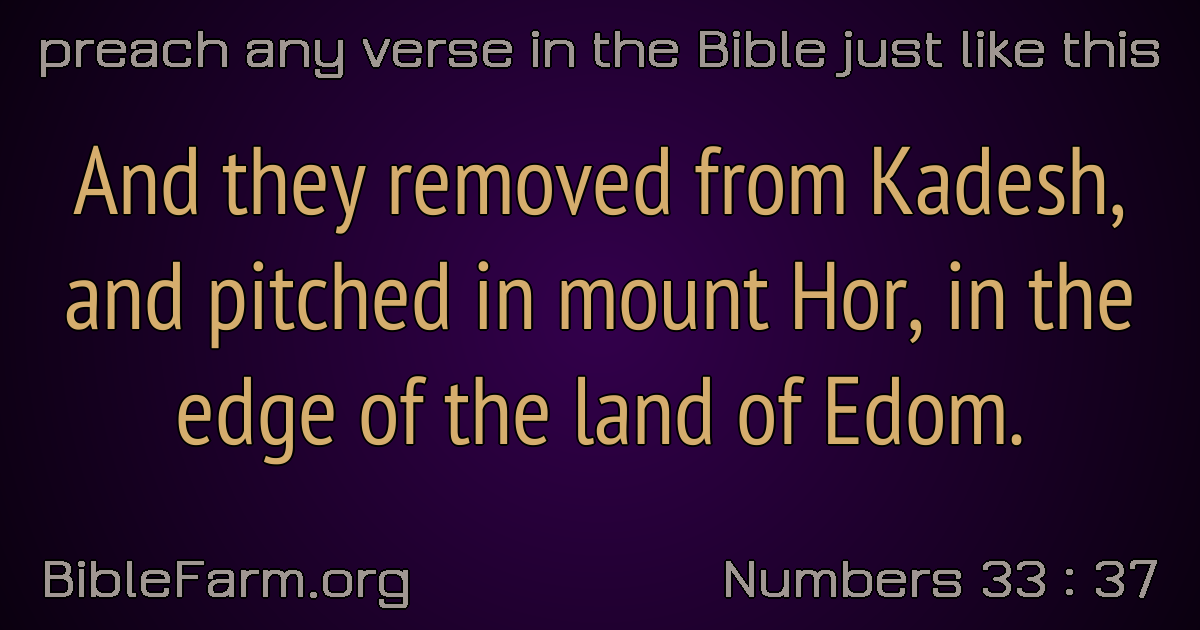 preach any verse in the Bible just like this
And they removed from Kadesh,
and pitched in mount Hor, in the
edge of the land of Edom.
BibleFarm.org
Numbers 33 : 37